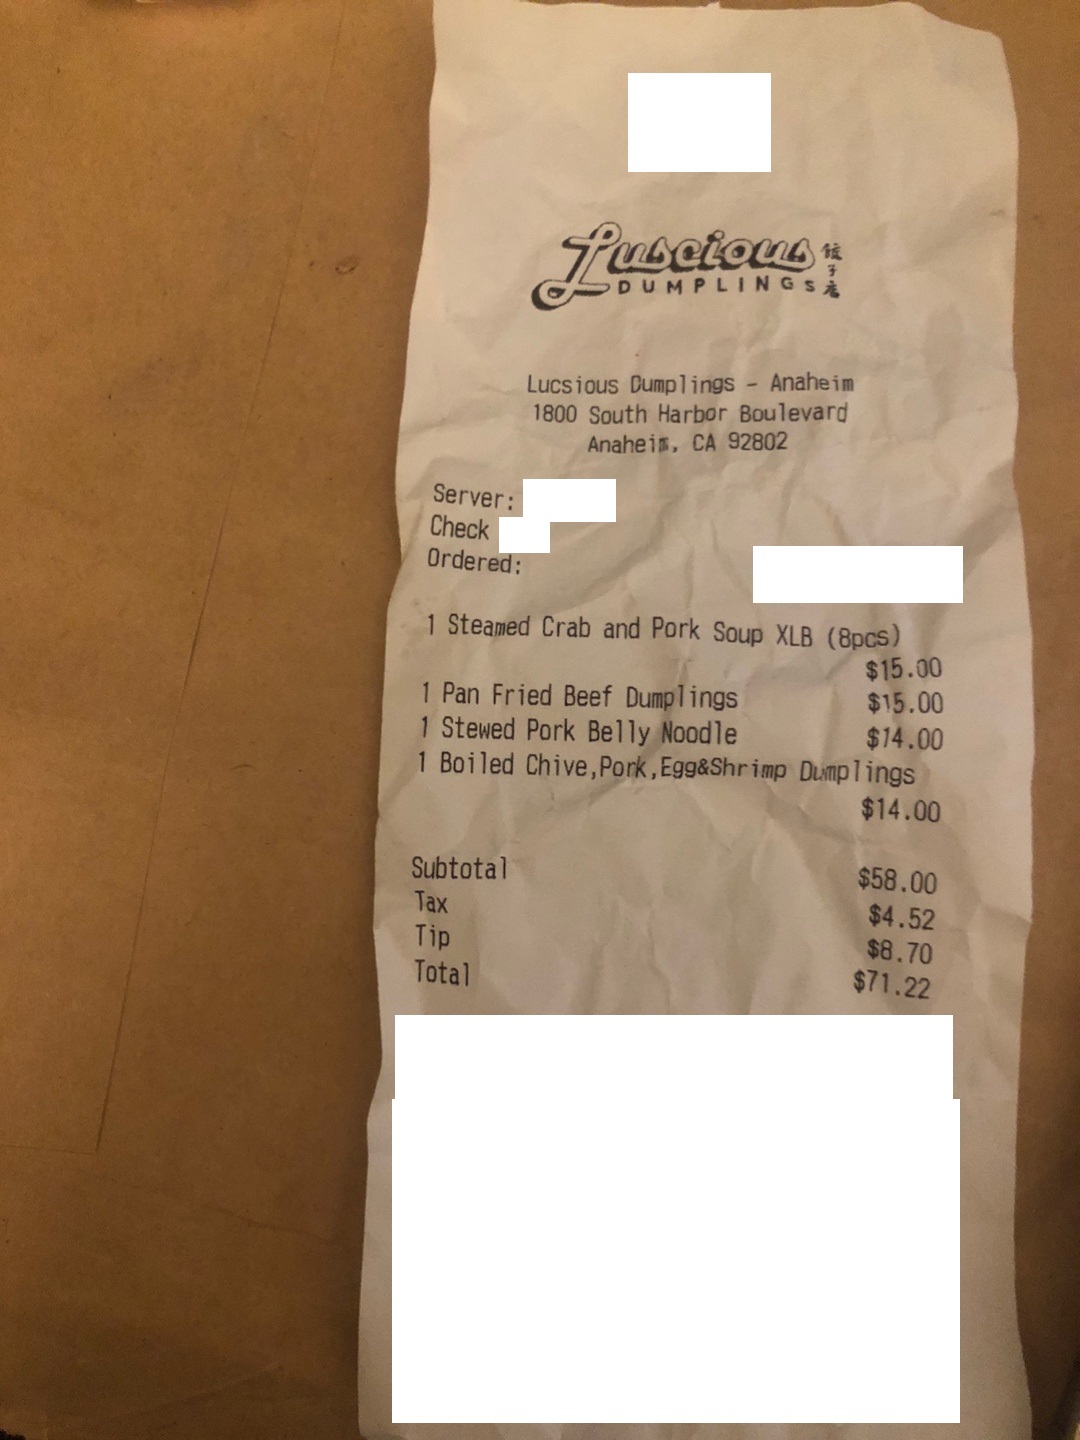 Luscious
DUMPLINGS
餃子店
Lucsious Dumplings - Anaheim
1800 South Harbor Boulevard
Anaheim, CA 92802
Server:
Check
Ordered:
1 Steamed Crab and Pork Soup XLB (8pcs)
$15.00
1 Pan Fried Beef Dumplings $15.00
1 Stewed Pork Belly Noodle $14.00
1 Boiled Chive,Pork,Egg&Shrimp Dumplings
$14.00
Subtotal $58.00
Tax $4.52
Tip $8.70
Total $71.22